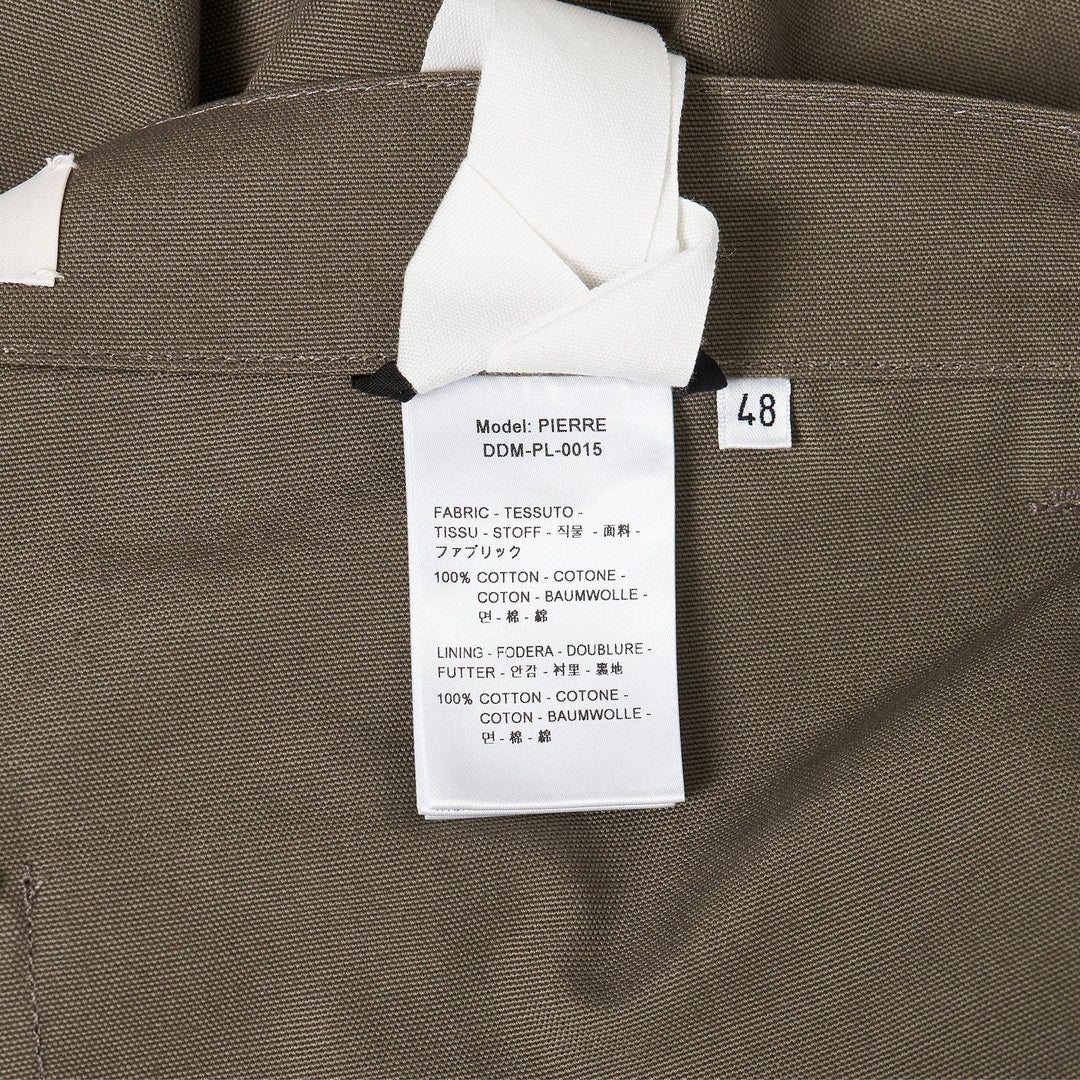 Model: PIERRE
DDM-PL-0015
48
FABRIC - TESSUTO -
TISSU - STOFF - 직물 - 面料 -
ファブリック
100% COTTON - COTONE -
COTON - BAUMWOLLE -
면 - 棉 - 綿
LINING - FODERA - DOUBLURE -
FUTTER - 안감 - 衬里 - 裏地
100% COTTON - COTONE -
COTON - BAUMWOLLE -
면 - 棉 - 綿